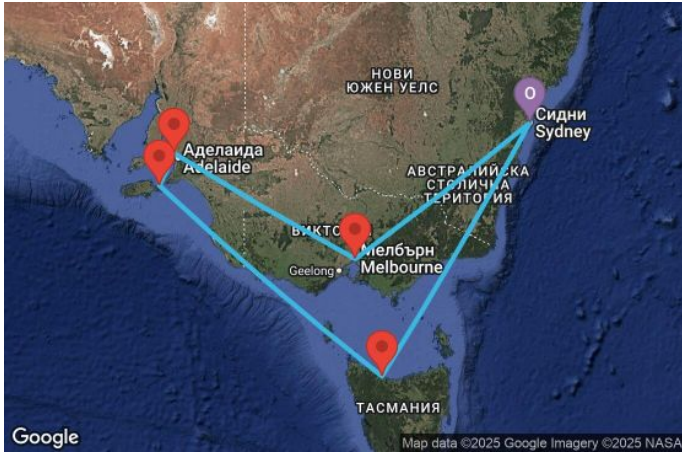 НОВИ
ЮЖЕН УЕЛС
O
Сидни
Sydney
Аделаида
Adelaide
АВСТРАЛИЙСКА
СТОЛИЧНА
ТЕРИТОРИЯ
ВИКТО
Мелбърн
Melbourne
Geelong
ТАСМАНИЯ
Google
Map data ©2025 Google Imagery ©2025 NASA